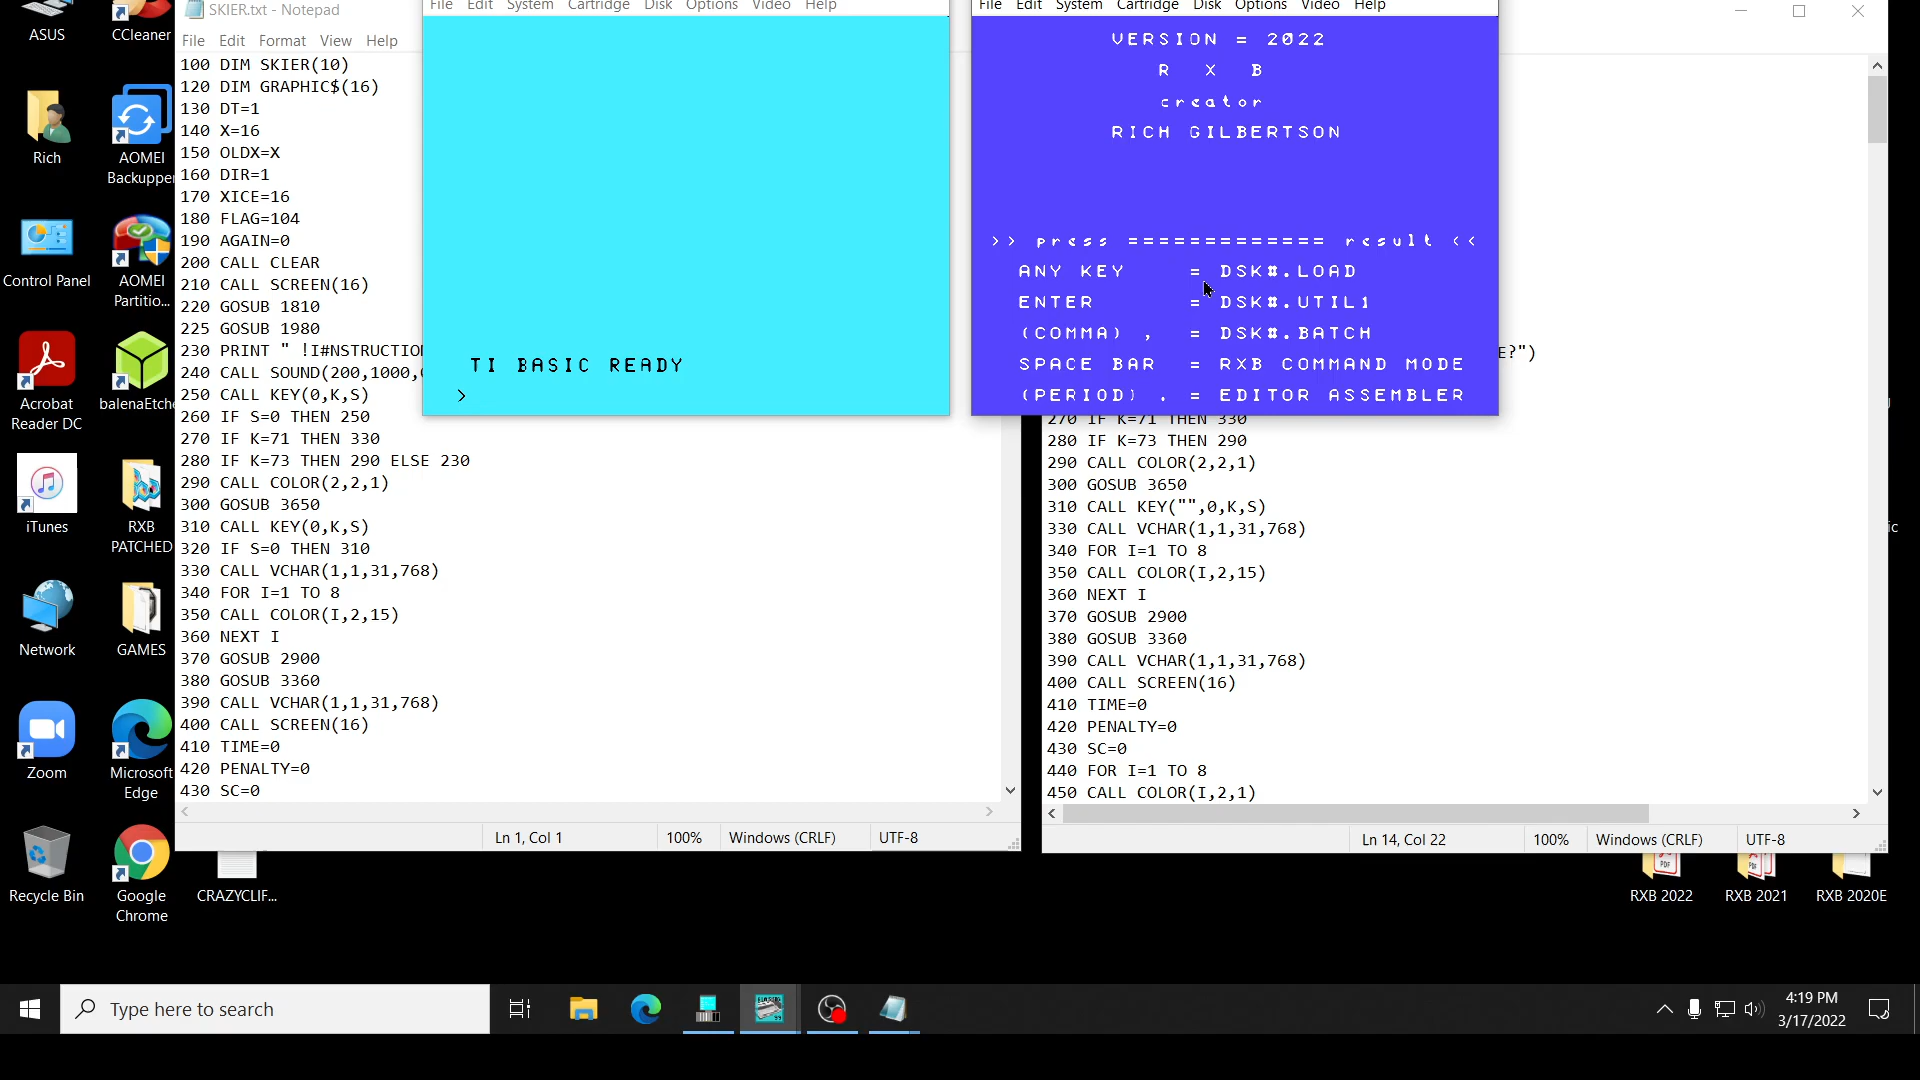 ASUS
CCleaner
Rich
AOMEI
Backupper
Control Panel
AOMEI
Partitio...
Acrobat
Reader DC
balenaEtche
iTunes
RXB
PATCHED
Network
GAMES
Zoom
Microsoft
Edge
Recycle Bin
Google
Chrome
CRAZYCLIF...
SKIER.txt - Notepad
File Edit Format View Help
100 DIM SKIER(10)
120 DIM GRAPHIC$(16)
130 DT=1
140 X=16
150 OLDX=X
160 DIR=1
170 XICE=16
180 FLAG=104
190 AGAIN=0
200 CALL CLEAR
210 CALL SCREEN(16)
220 GOSUB 1810
225 GOSUB 1980
230 PRINT " !I#NSTRUCTION
240 CALL SOUND(200,1000,
250 CALL KEY(0,K,S)
260 IF S=0 THEN 250
270 IF K=71 THEN 330
280 IF K=73 THEN 290 ELSE 230
290 CALL COLOR(2,2,1)
300 GOSUB 3650
310 CALL KEY(0,K,S)
320 IF S=0 THEN 310
330 CALL VCHAR(1,1,31,768)
340 FOR I=1 TO 8
350 CALL COLOR(I,2,15)
360 NEXT I
370 GOSUB 2900
380 GOSUB 3360
390 CALL VCHAR(1,1,31,768)
400 CALL SCREEN(16)
410 TIME=0
420 PENALTY=0
430 SC=0
Ln 1, Col 1 100% Windows (CRLF) UTF-8
File Edit System Cartridge Disk Options Video Help
TI BASIC READY
>
File Edit System Cartridge Disk Options Video Help
VERSION = 2022
R X B
creator
RICH GILBERTSON
>> press ============= result <<
ANY KEY = DSK#.LOAD
ENTER = DSK#.UTIL1
(COMMA) , = DSK#.BATCH
SPACE BAR = RXB COMMAND MODE
(PERIOD) . = EDITOR ASSEMBLER
E?")
270 IF K=71 THEN 330
280 IF K=73 THEN 290
290 CALL COLOR(2,2,1)
300 GOSUB 3650
310 CALL KEY("",0,K,S)
330 CALL VCHAR(1,1,31,768)
340 FOR I=1 TO 8
350 CALL COLOR(I,2,15)
360 NEXT I
370 GOSUB 2900
380 GOSUB 3360
390 CALL VCHAR(1,1,31,768)
400 CALL SCREEN(16)
410 TIME=0
420 PENALTY=0
430 SC=0
440 FOR I=1 TO 8
450 CALL COLOR(I,2,1)
Ln 14, Col 22 100% Windows (CRLF) UTF-8
ic
RXB 2022
RXB 2021
RXB 2020E
Type here to search
4:19 PM
3/17/2022